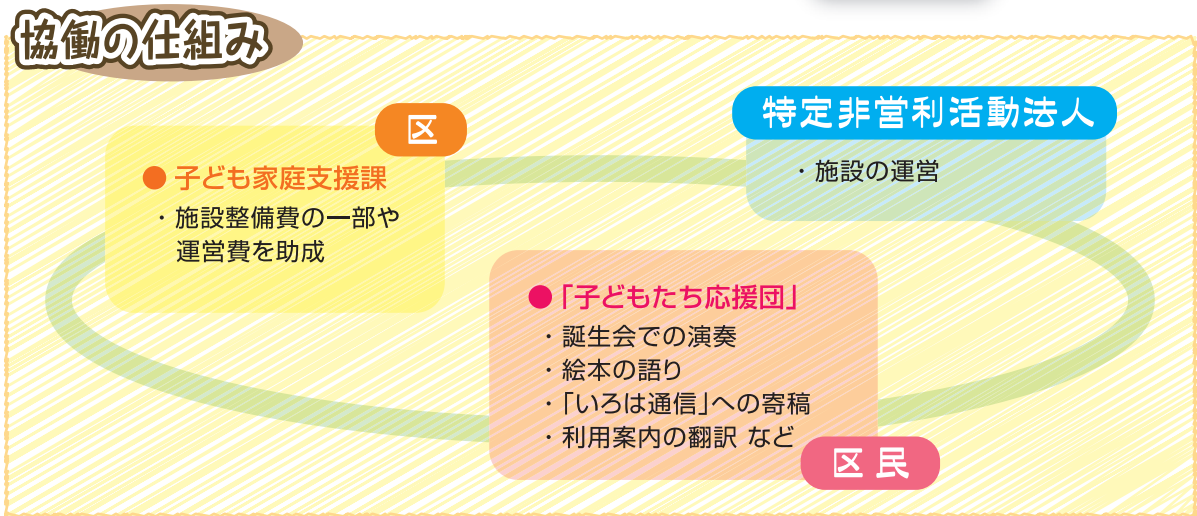 協働の仕組み
区
● 子ども家庭支援課
・施設整備費の一部や
運営費を助成
特定非営利活動法人
・施設の運営
●「子どもたち応援団」
・誕生会での演奏
・絵本の語り
・「いろは通信」への寄稿
・利用案内の翻訳 など
区民